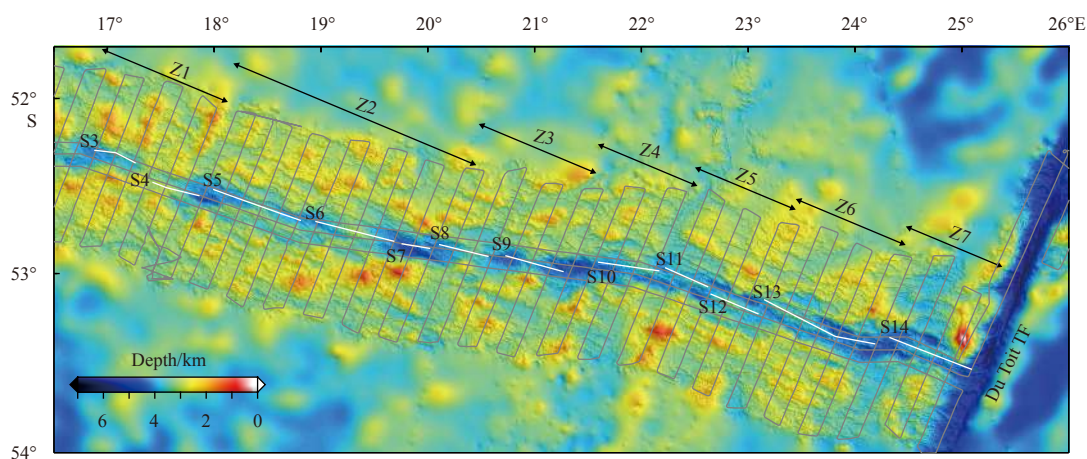 17° 18° 19° 20° 21° 22° 23° 24° 25° 26°E
52°
S
53°
54°
Z1
Z2
Z3
Z4
Z5
Z6
Z7
S3
S4
S5
S6
S7
S8
S9
S10
S11
S12
S13
S14
Du Toit TF
Depth/km
6 4 2 0